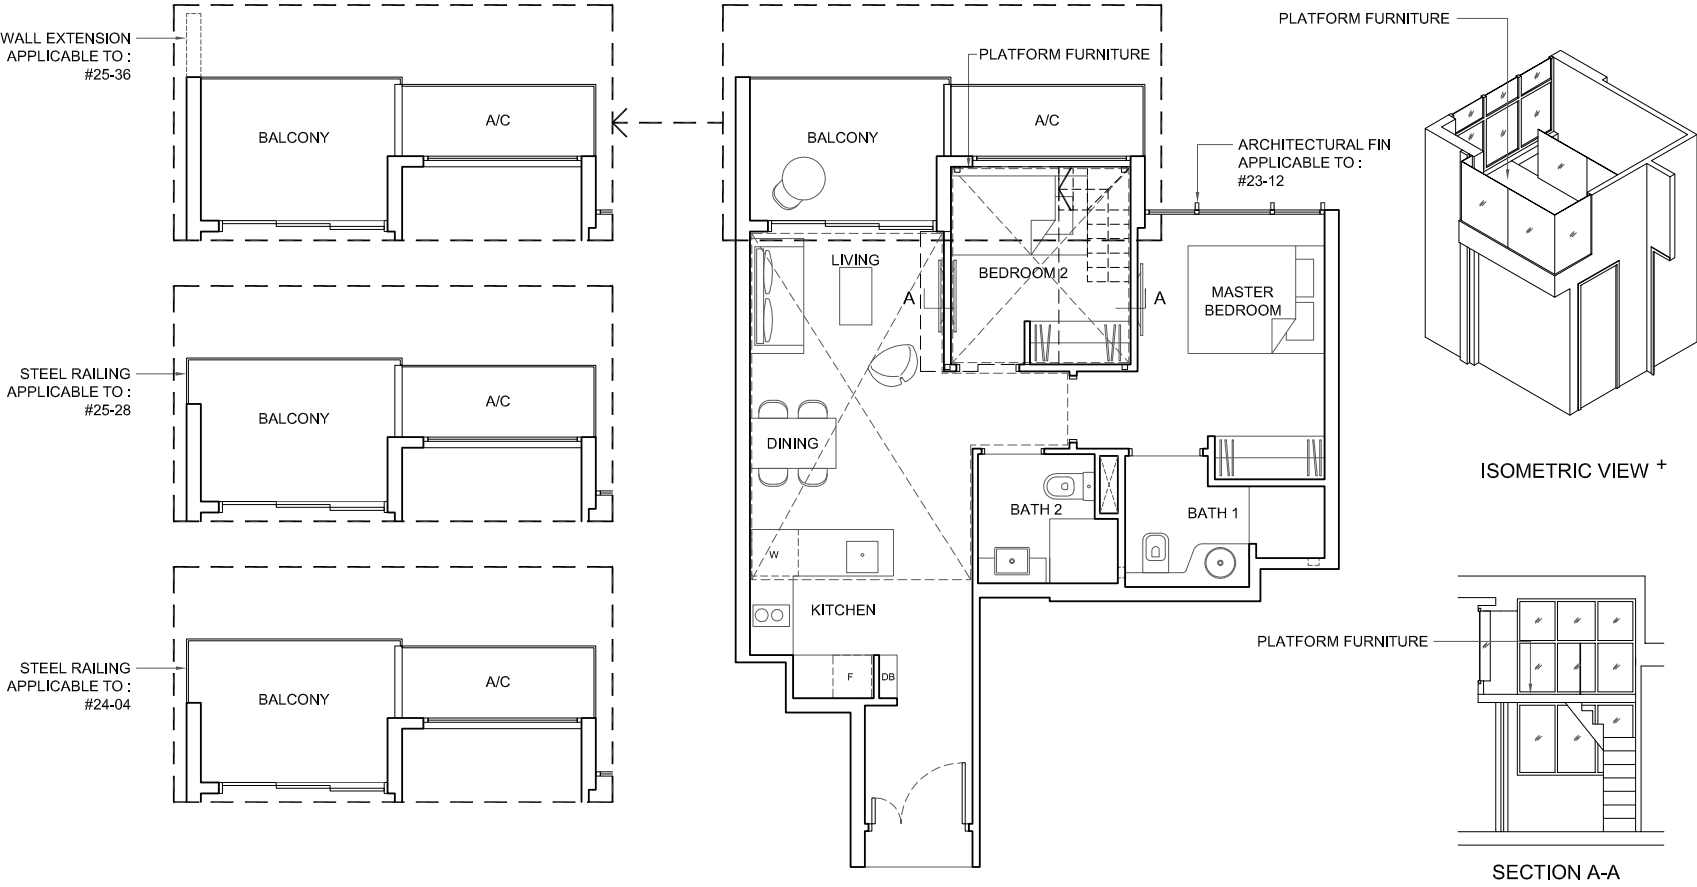 WALL EXTENSION
APPLICABLE TO :
#25-36
BALCONY
A/C
STEEL RAILING
APPLICABLE TO :
#25-28
BALCONY
A/C
STEEL RAILING
APPLICABLE TO :
#24-04
BALCONY
A/C
PLATFORM FURNITURE
BALCONY
A/C
ARCHITECTURAL FIN
APPLICABLE TO :
#23-12
LIVING
BEDROOM 2
A
A
MASTER
BEDROOM
DINING
BATH 2
BATH 1
W
KITCHEN
F
DB
PLATFORM FURNITURE
ISOMETRIC VIEW +
PLATFORM FURNITURE
SECTION A-A